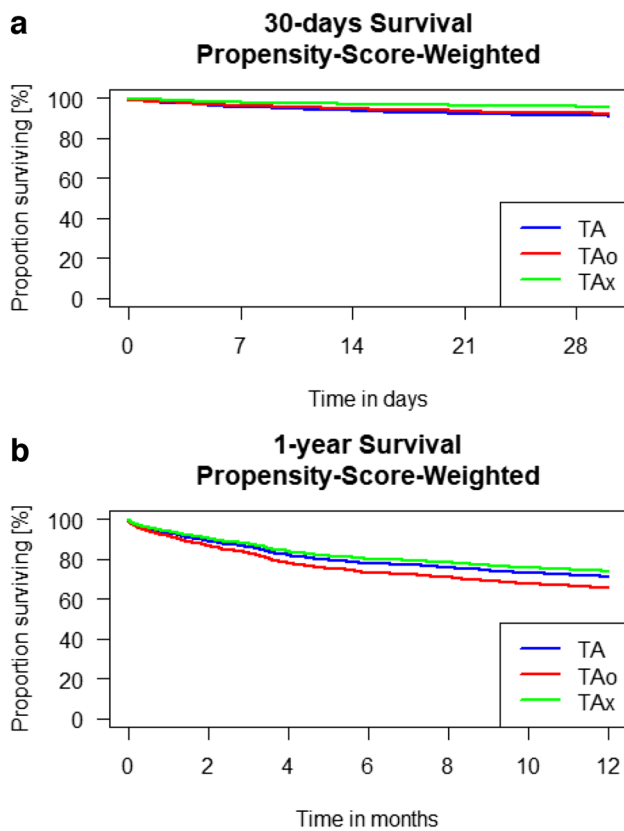 a
30-days Survival
Propensity-Score-Weighted
Proportion surviving [%]
100
80
60
40
20
0
TA
TAo
TAx
0 7 14 21 28
Time in days
b
1-year Survival
Propensity-Score-Weighted
Proportion surviving [%]
100
80
60
40
20
0
TA
TAo
TAx
0 2 4 6 8 10 12
Time in months